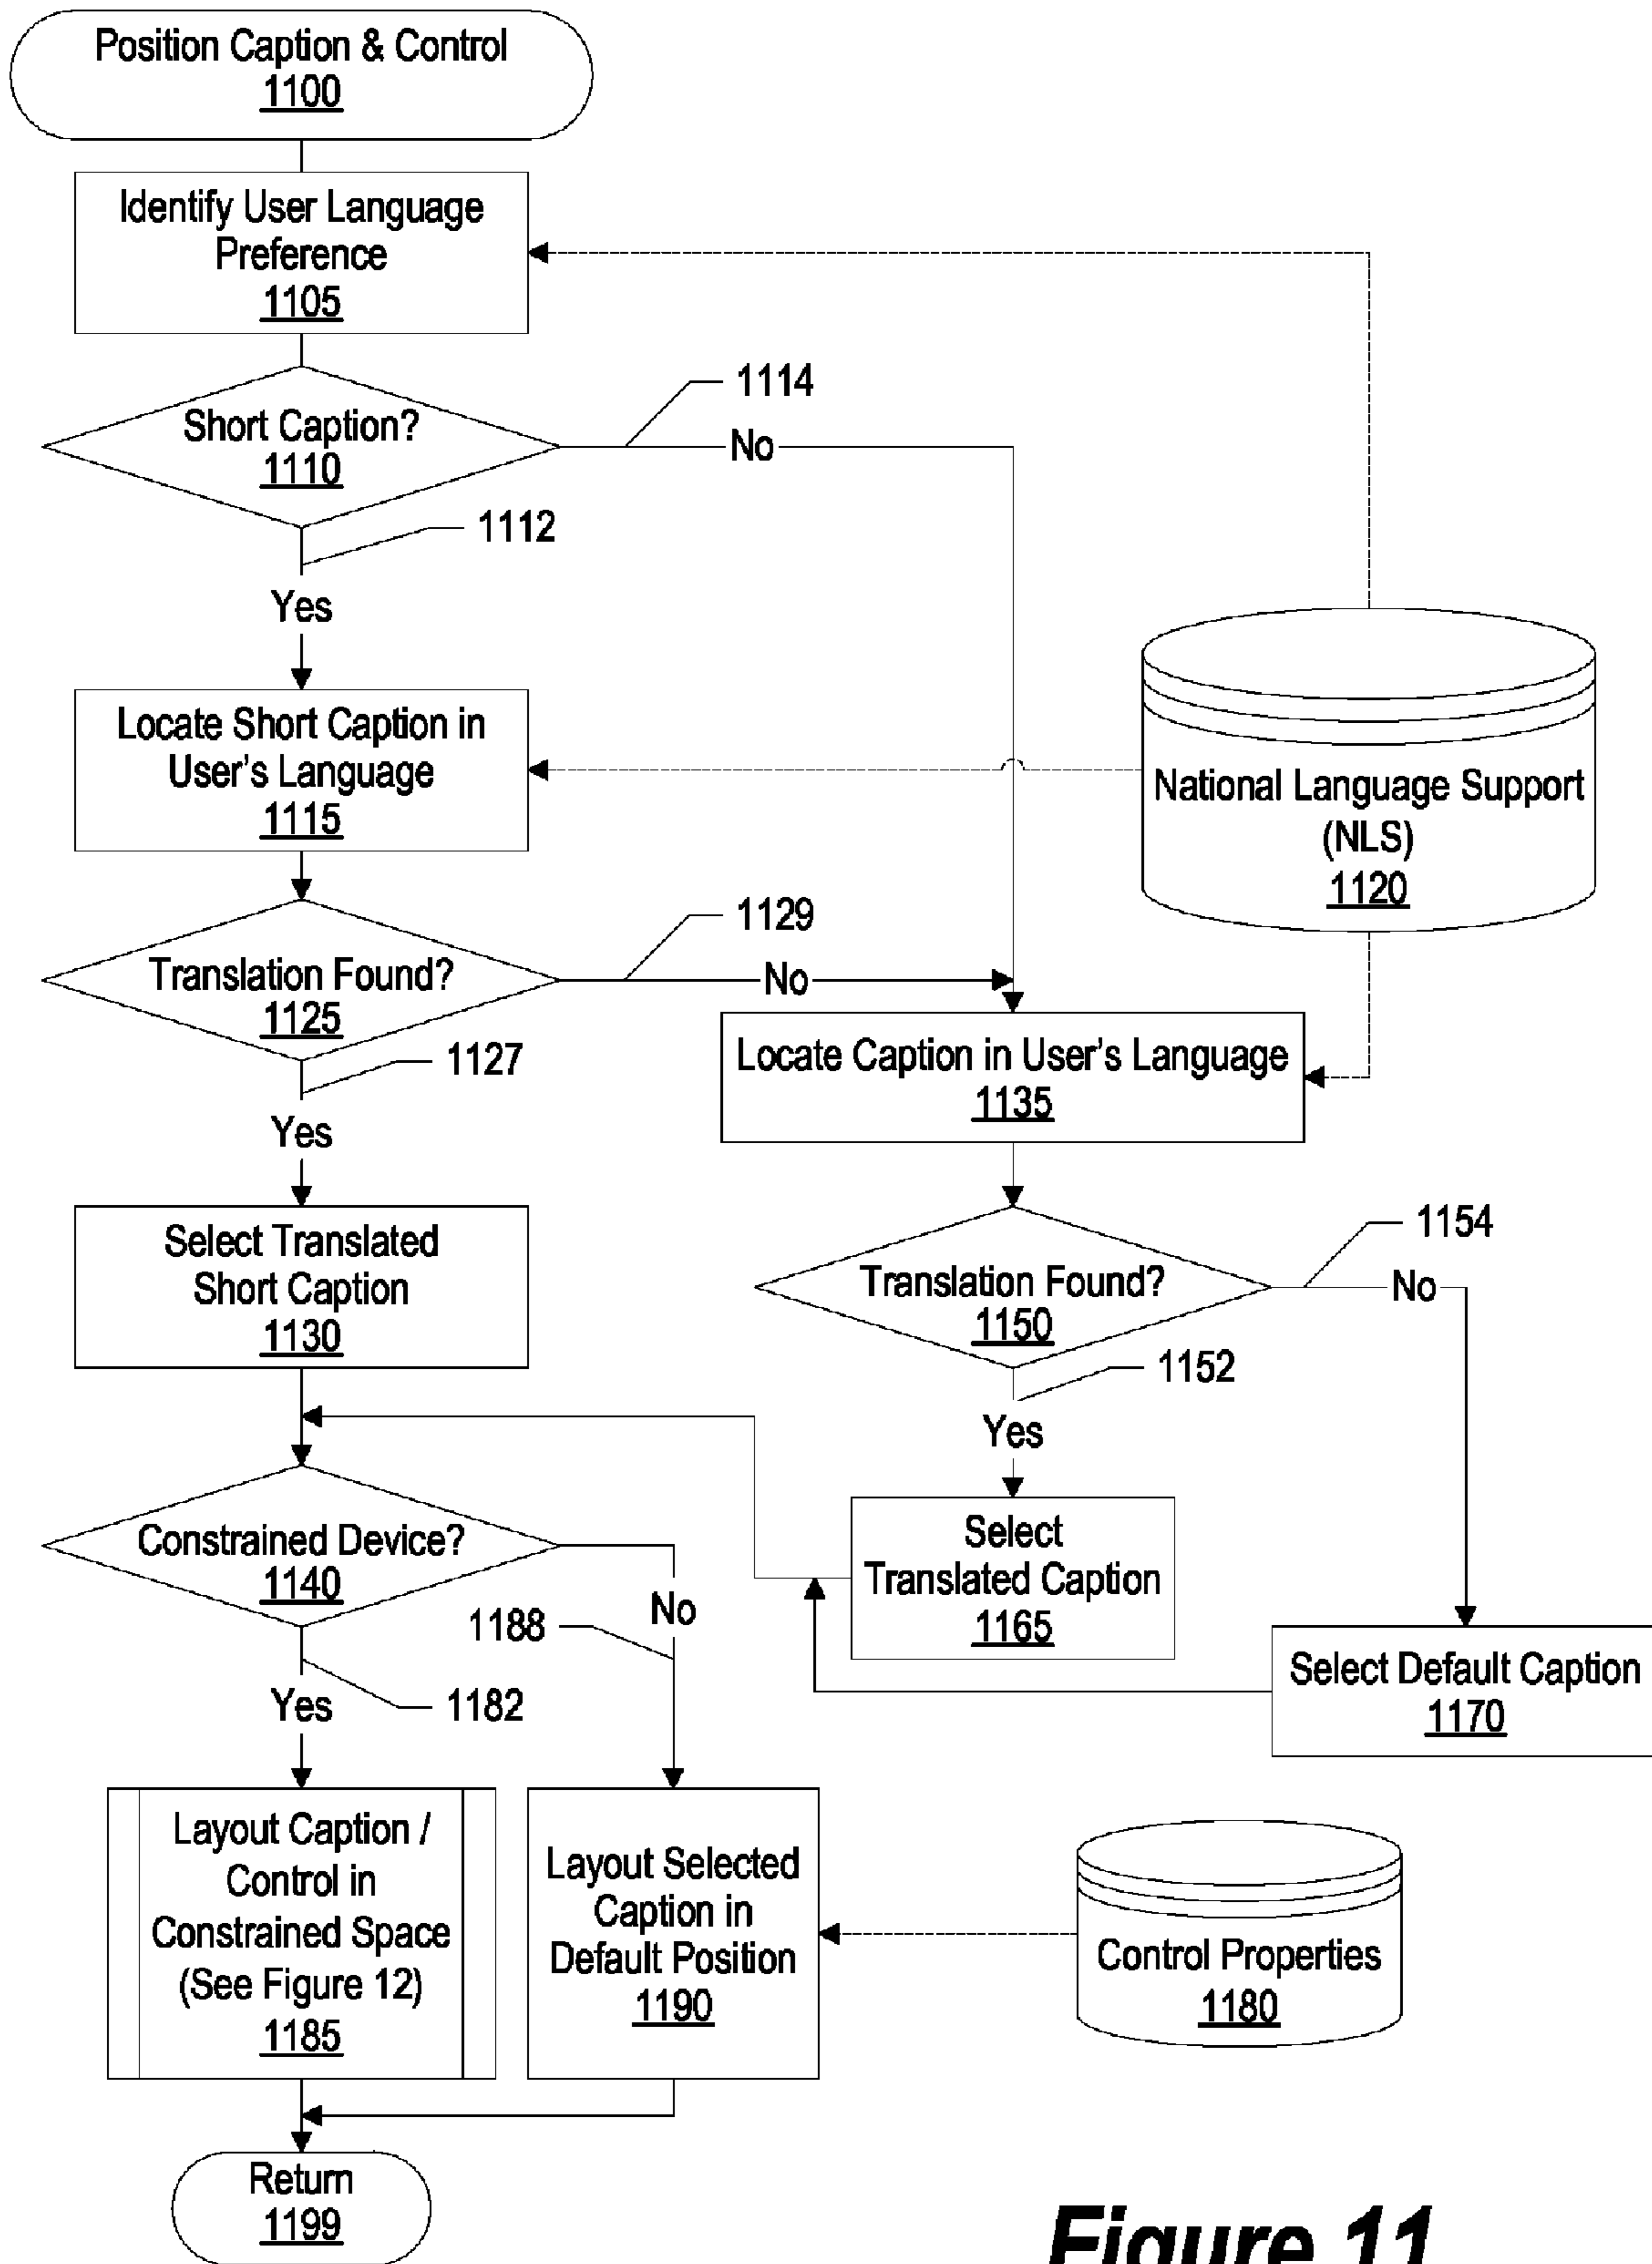 Position Caption & Control
1100
Identify User Language
Preference
1105
Short Caption?
1110
1114
No
1112
Yes
Locate Short Caption in
User's Language
1115
National Language Support
(NLS)
1120
Translation Found?
1125
1129
No
1127
Yes
Locate Caption in User's Language
1135
Select Translated
Short Caption
1130
Translation Found?
1150
1154
No
1152
Yes
Constrained Device?
1140
Select
Translated Caption
1165
1188
No
1182
Yes
Select Default Caption
1170
Layout Caption /
Control in
Constrained Space
(See Figure 12)
1185
Layout Selected
Caption in
Default Position
1190
Control Properties
1180
Return
1199
Figure 11